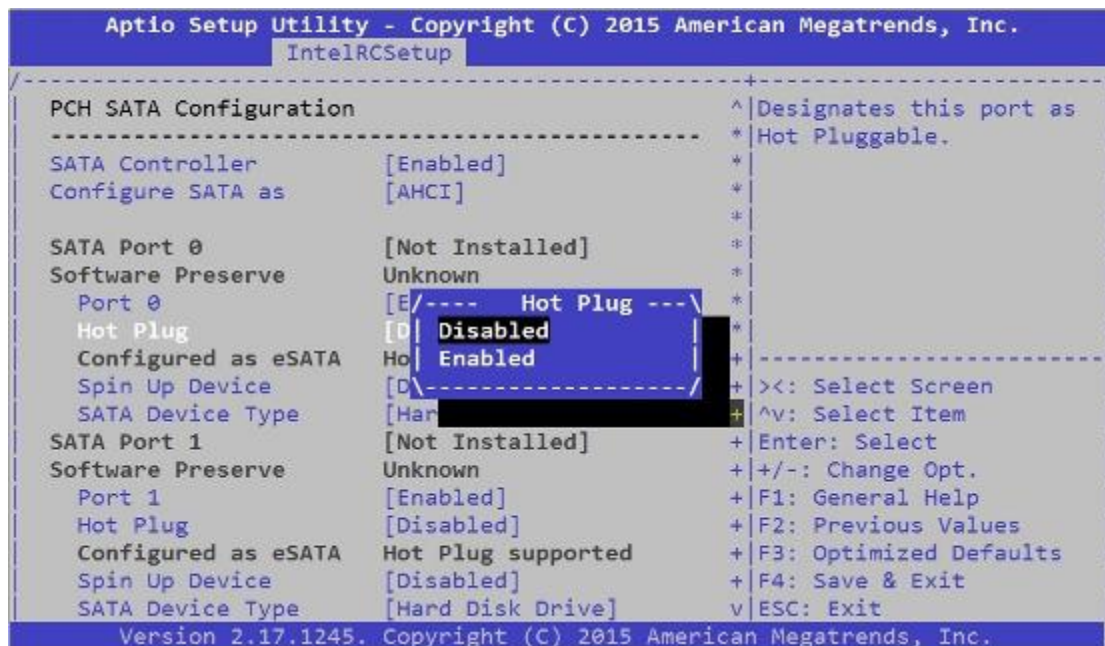 Aptio Setup Utility - Copyright (C) 2015 American Megatrends, Inc.
IntelRCSetup
PCH SATA Configuration
SATA Controller [Enabled]
Configure SATA as [AHCI]
SATA Port 0 [Not Installed]
Software Preserve Unknown
Port 0 [E
Hot Plug [D
Configured as eSATA Ho
Spin Up Device [D
SATA Device Type [Har
SATA Port 1 [Not Installed]
Software Preserve Unknown
Port 1 [Enabled]
Hot Plug [Disabled]
Configured as eSATA Hot Plug supported
Spin Up Device [Disabled]
SATA Device Type [Hard Disk Drive]
Hot Plug
Disabled
Enabled
Designates this port as
Hot Pluggable.
><: Select Screen
^v: Select Item
Enter: Select
+/-: Change Opt.
F1: General Help
F2: Previous Values
F3: Optimized Defaults
F4: Save & Exit
ESC: Exit
Version 2.17.1245. Copyright (C) 2015 American Megatrends, Inc.